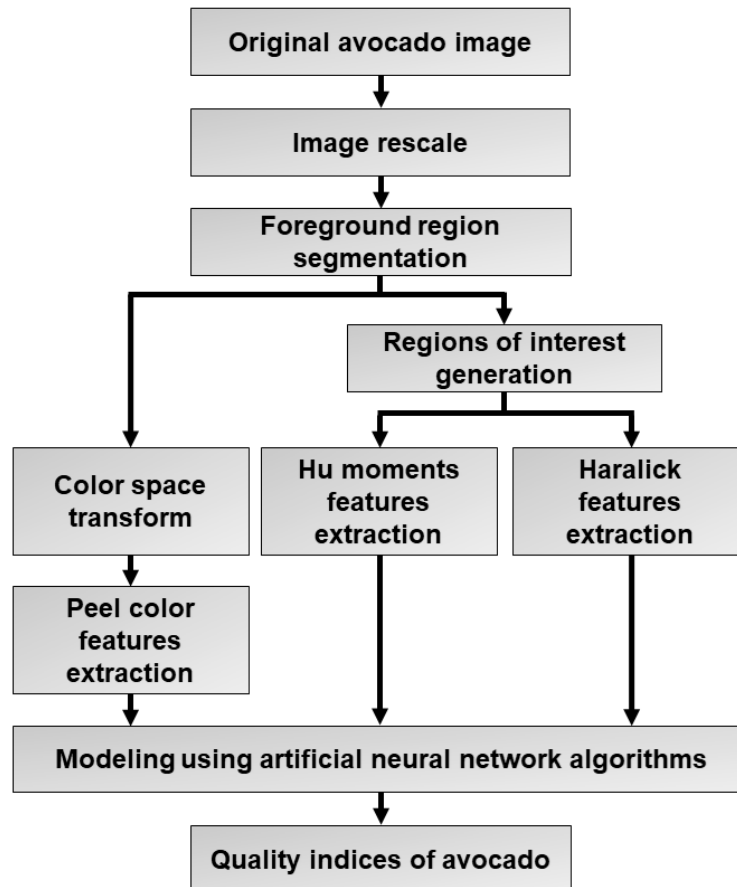 Original avocado image
Image rescale
Foreground region
segmentation
Regions of interest
generation
Color space
transform
Hu moments
features
extraction
Haralick
features
extraction
Peel color
features
extraction
Modeling using artificial neural network algorithms
Quality indices of avocado